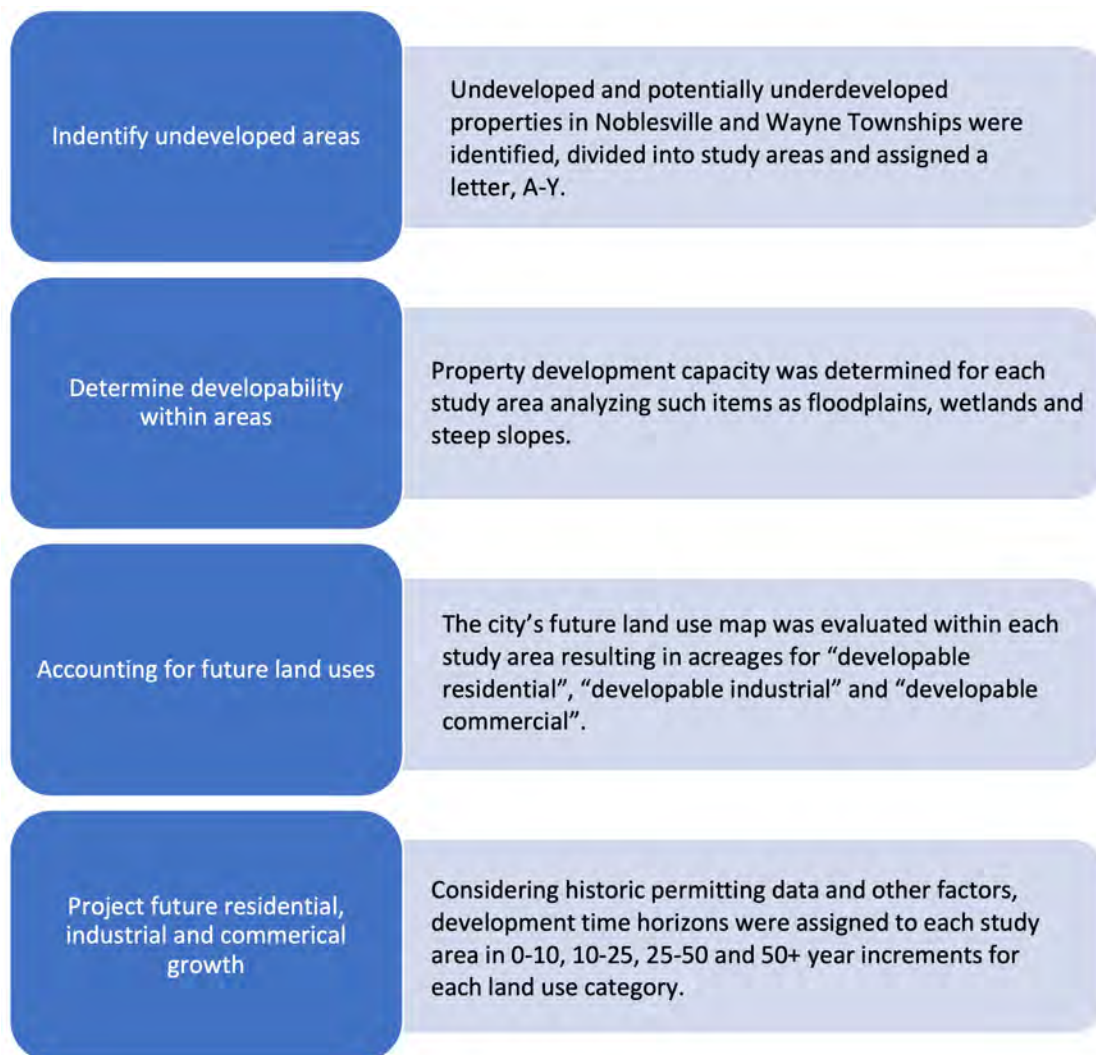 Indentify undeveloped areas
Undeveloped and potentially underdeveloped
properties in Noblesville and Wayne Townships were
identified, divided into study areas and assigned a
letter, A-Y.
Determine developability
within areas
Property development capacity was determined for each
study area analyzing such items as floodplains, wetlands and
steep slopes.
Accounting for future land uses
The city’s future land use map was evaluated within each
study area resulting in acreages for “developable
residential”, “developable industrial” and “developable
commercial”.
Project future residential,
industrial and commerical
growth
Considering historic permitting data and other factors,
development time horizons were assigned to each study
area in 0-10, 10-25, 25-50 and 50+ year increments for
each land use category.